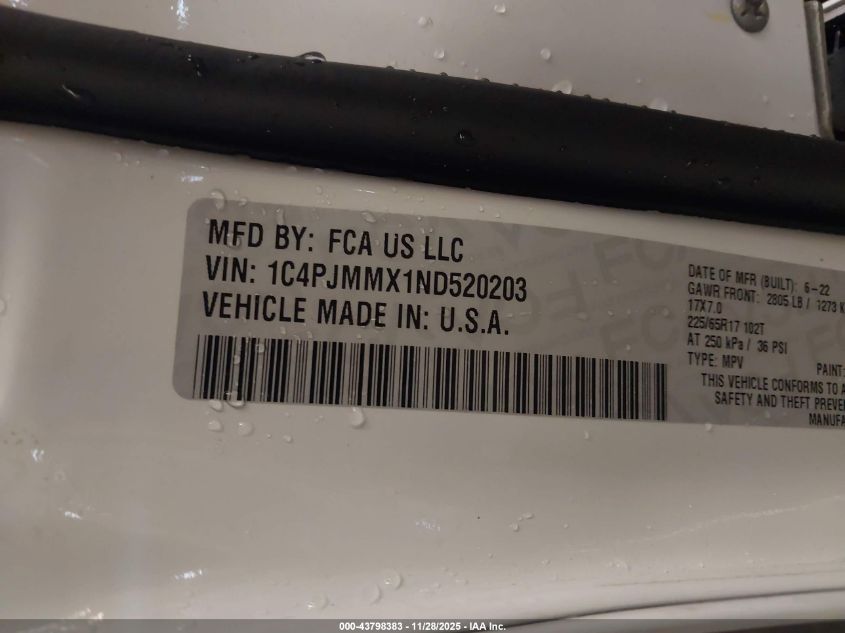 MFD BY: FCA US LLC
VIN: 1C4PJMMX1ND520203
VEHICLE MADE IN: U.S.A.
DATE OF MFR (BUILT): 6-22
GAWR FRONT: 2805 LB / 1273 K
17X7.0
225/65R17 102T
AT 250 kPa / 36 PSI
TYPE: MPV PAINT:
THIS VEHICLE CONFORMS TO A
SAFETY AND THEFT PREVEN
MANUFA
000-43798383 - 11/28/2025 - IAA Inc.